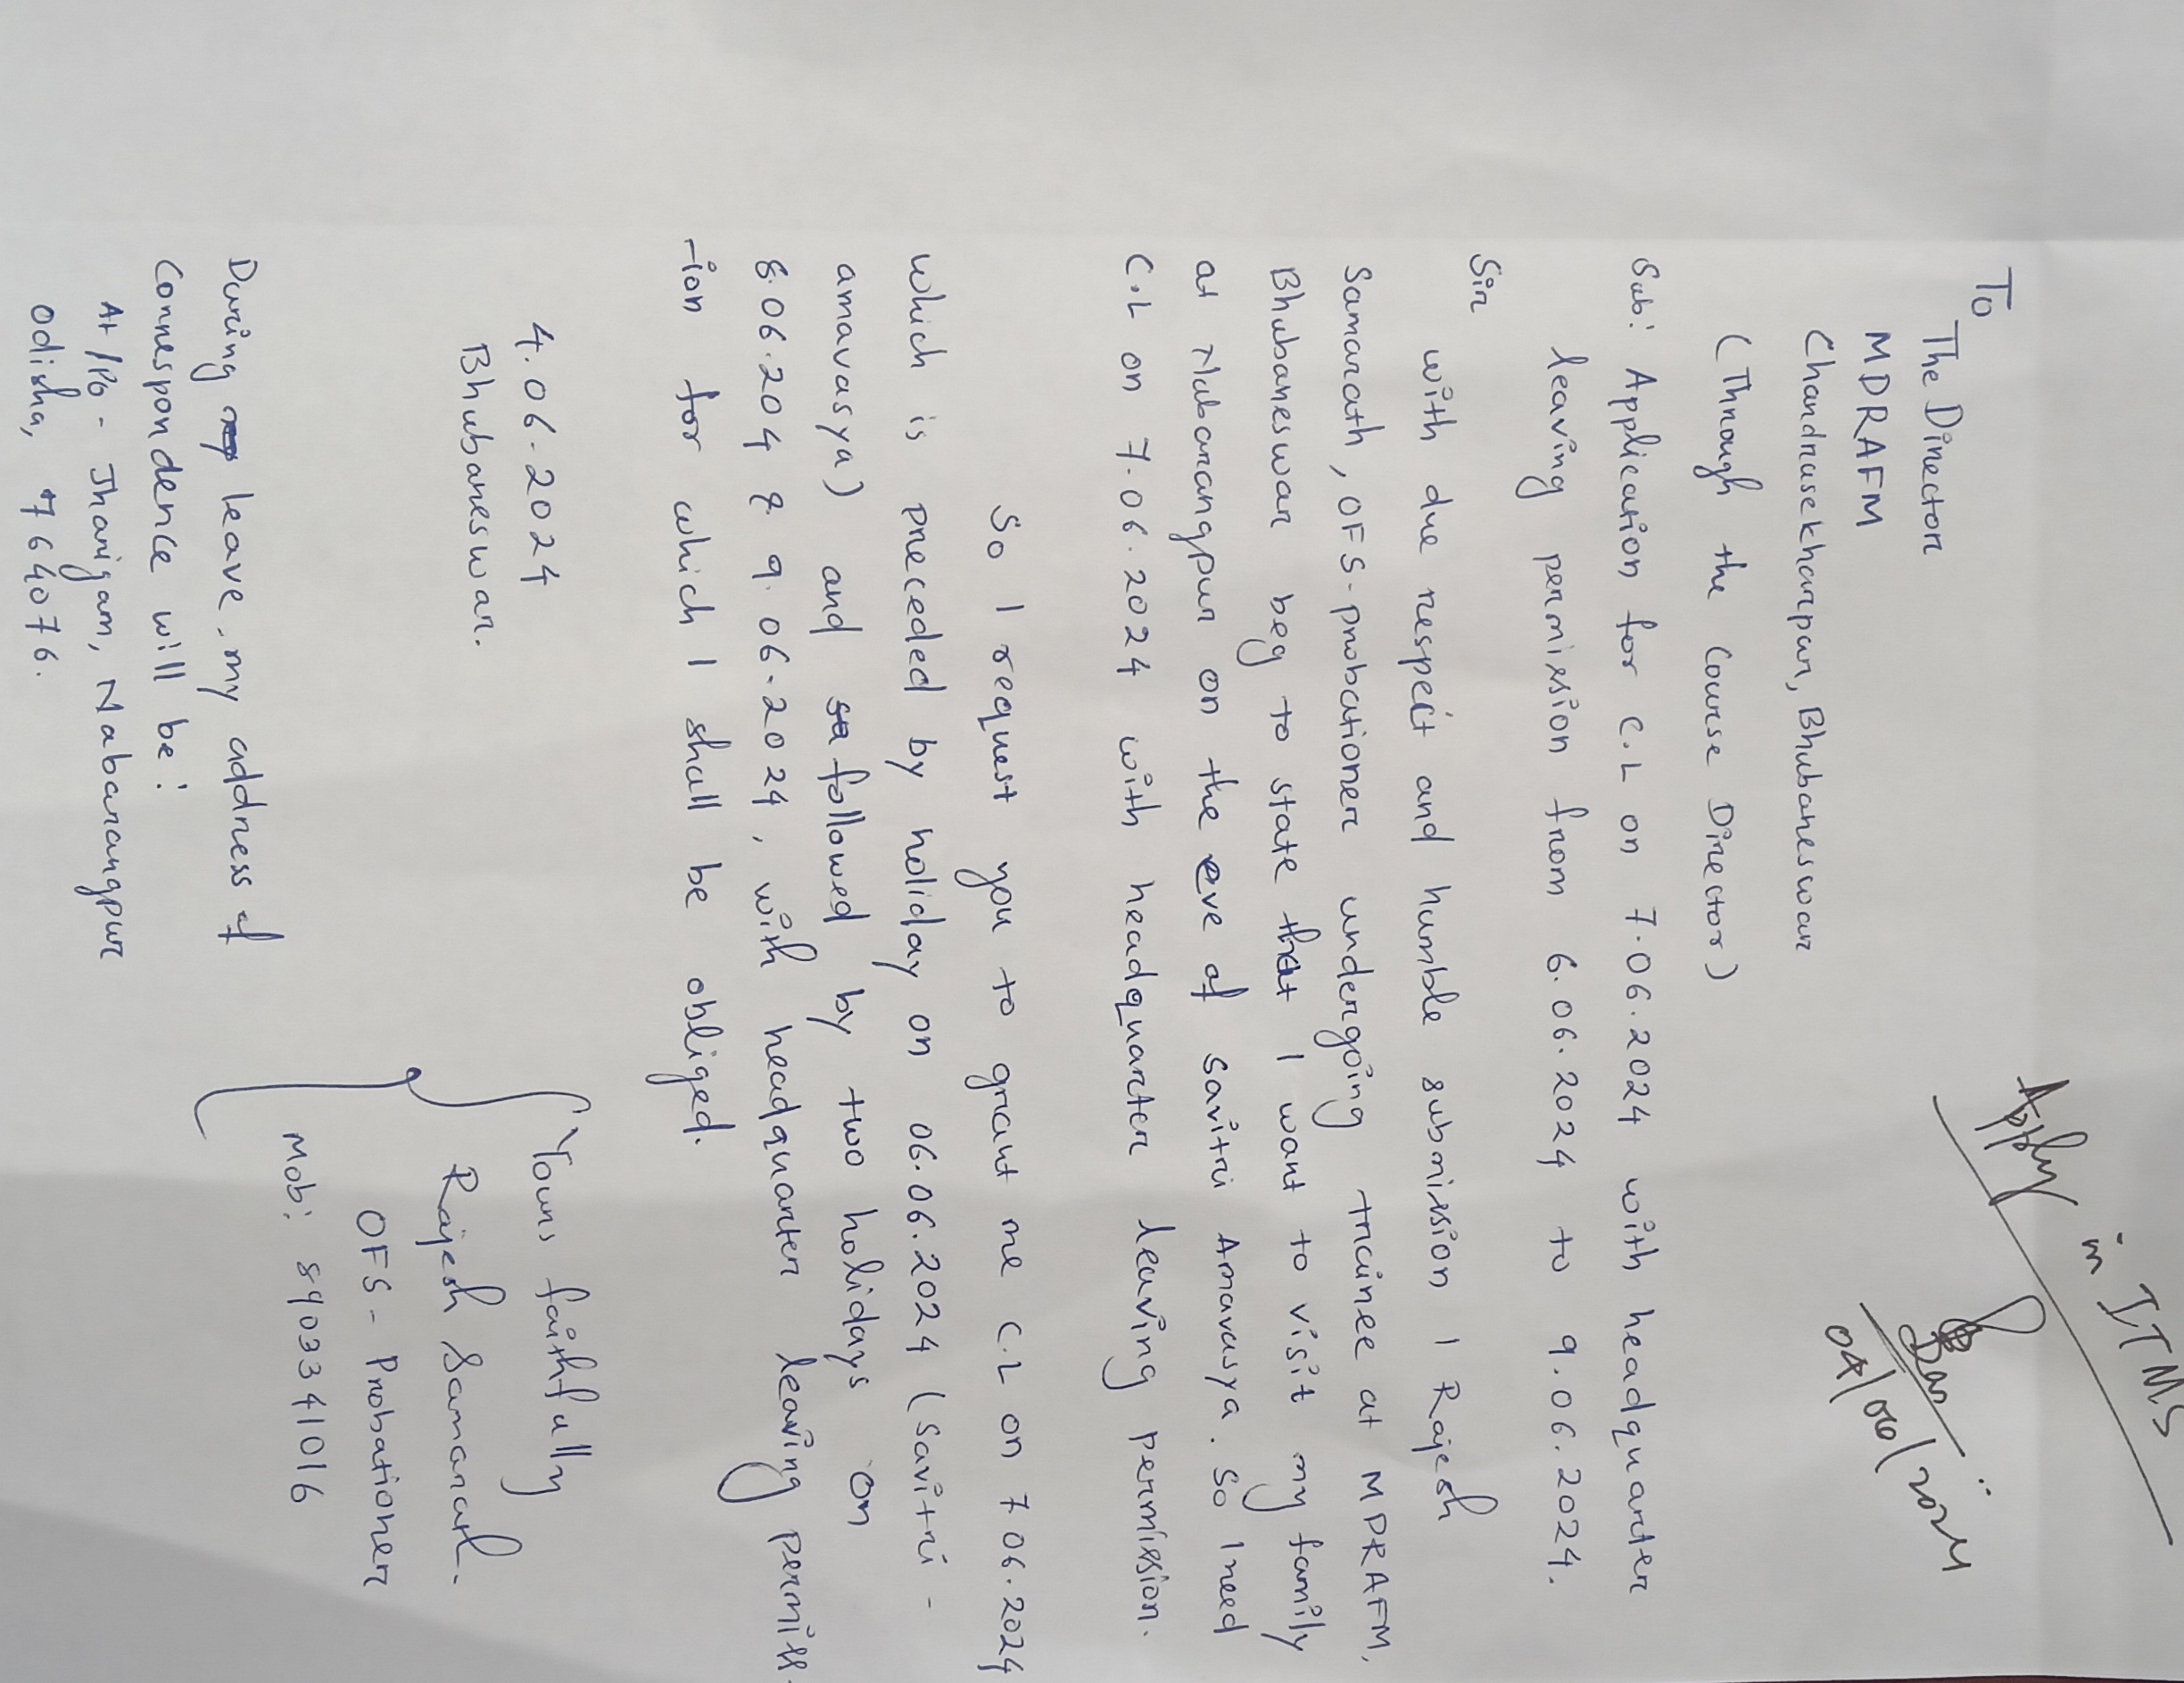 To
The Director
MDRAFM
Chandrasekharpur, Bhubaneswar
(Through the Course Director)
Apply in ITMS
04/06/2024
Sub: Application for C.L on 7.06.2024 with headquarter
leaving permission from 6.06.2024 to 9.06.2024.
Sir
with due respect and humble submission I Rajesh
Samarath, OFS-probationer undergoing trainee at MDRAFM,
Bhubaneswar beg to state that I want to visit my family
at Nabarangpur on the eve of Savitri Amavasya. So I need
C.L on 7.06.2024 with headquarter leaving permission.
So I request you to grant me C.L on 7 06.2024
which is preceded by holiday on 06.06.2024 (Savitri-
amavasya) and followed by two holidays on
8.06.204 & 9.06.2024, with headquarter leaving permiss-
-ion for which I shall be obliged.
4.06.2024
Bhubaneswar.
Yours faithfully
Rajesh Samarath.
OFS-Probationer
Mob: 8903341016
During leave, my address of
Correspondence will be:
At/Po- Jharigam, Nabarangpur
Odisha, 764076.